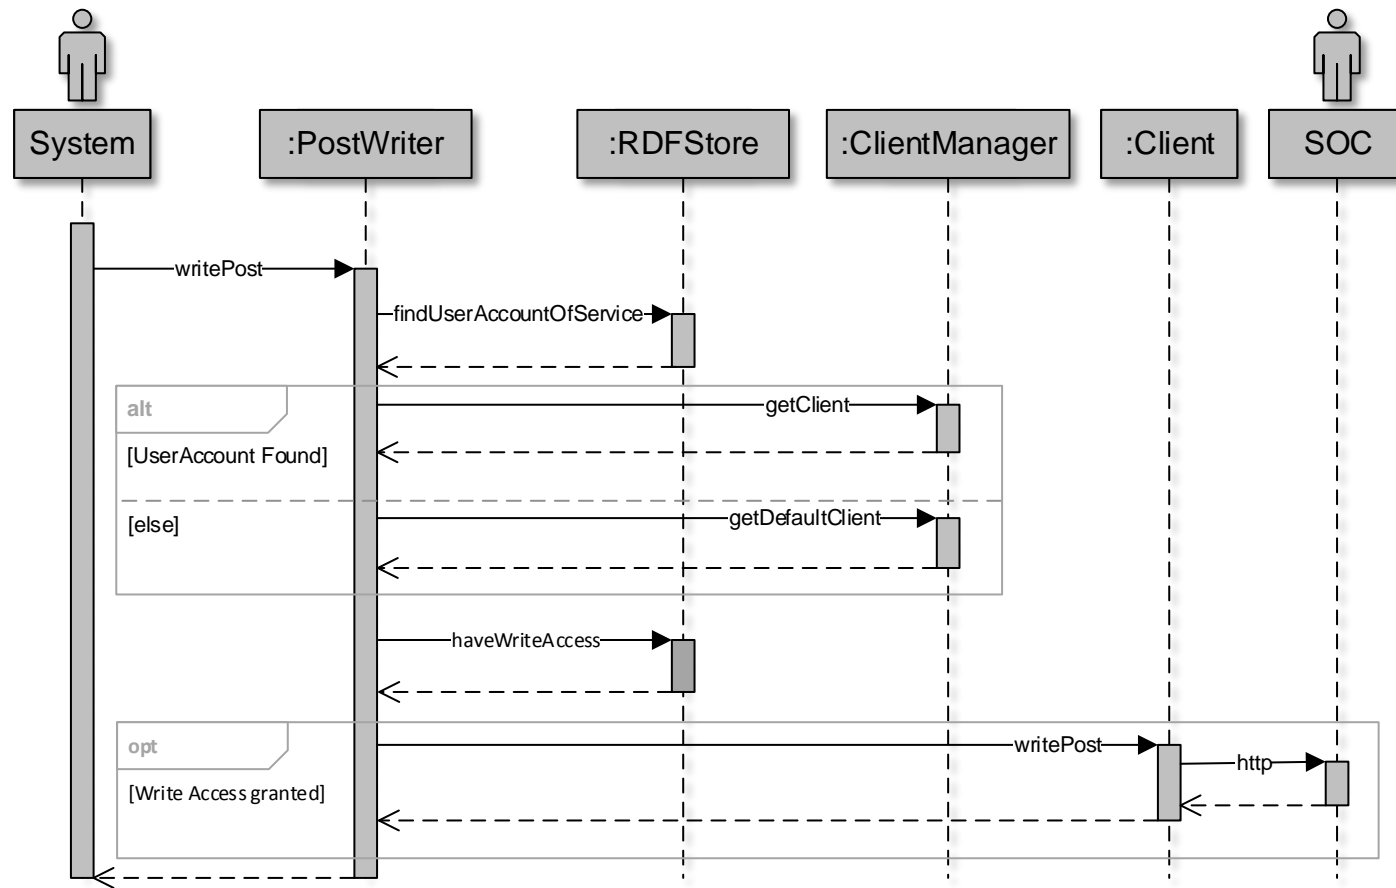 System
:PostWriter
:RDFStore
:ClientManager
:Client
SOC
writePost
findUserAccountOfService
alt
getClient
[UserAccount Found]
getDefaultClient
[else]
haveWriteAccess
opt
writePost
http
[Write Access granted]